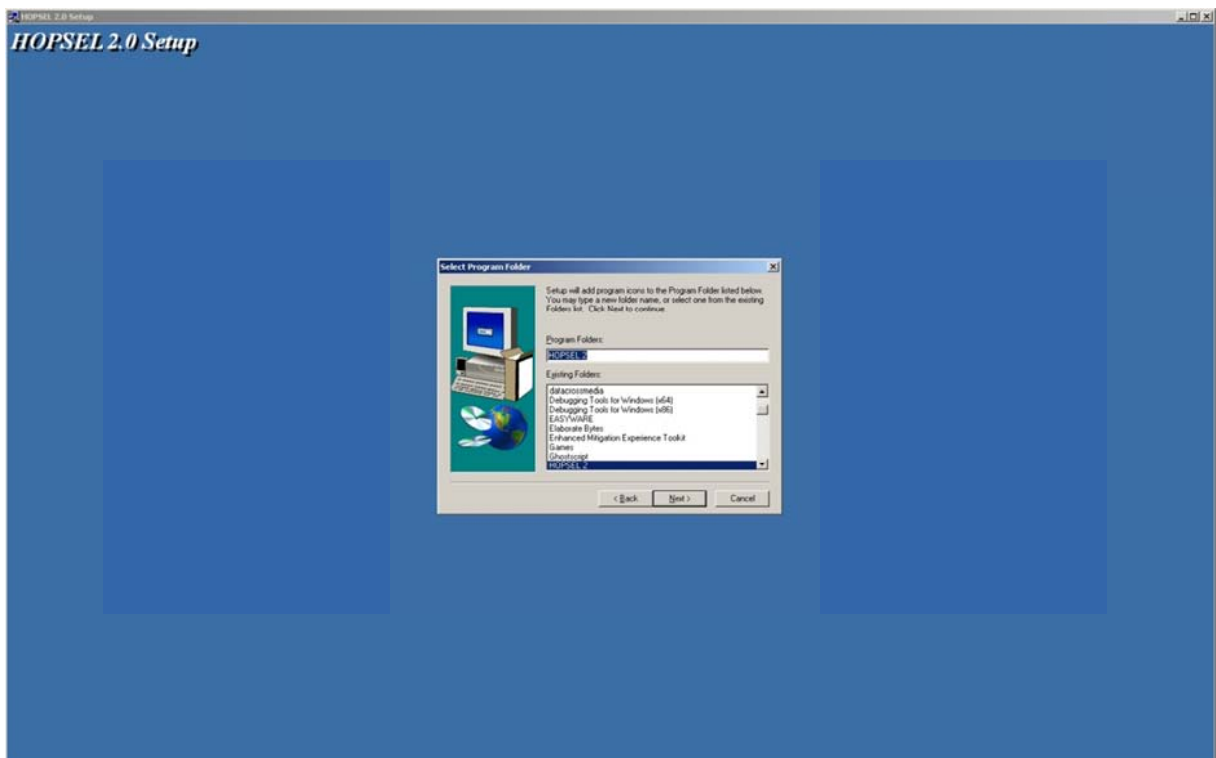 HOPSEL 2.0 Setup
HOPSEL 2.0 Setup
Select Program Folder
Setup will add program icons to the Program Folder listed below.
You may type a new folder name, or select one from the existing
Folders list. Click Next to continue.
Program Folders:
HOPSEL 2
Existing Folders:
datacrossmedia
Debugging Tools for Windows (x64)
Debugging Tools for Windows (x86)
EASYWARE
Elaborate Bytes
Enhanced Mitigation Experience Toolkit
Games
Ghostscript
HOPSEL 2
< Back
Next >
Cancel